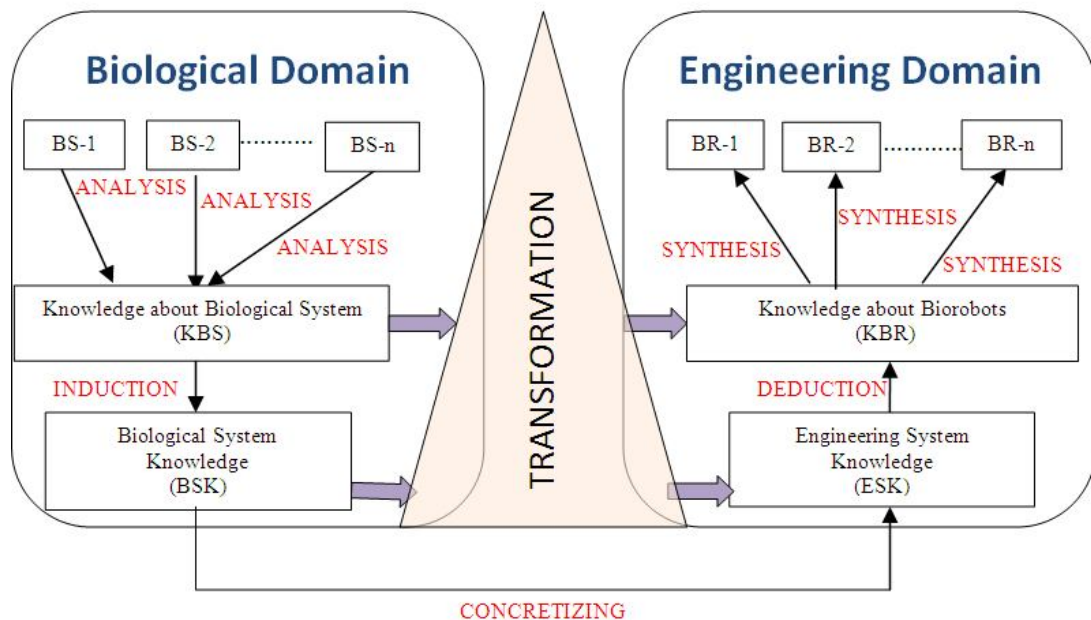 Biological Domain
BS-1
BS-2
............
BS-n
ANALYSIS
ANALYSIS
ANALYSIS
Knowledge about Biological System
(KBS)
INDUCTION
Biological System
Knowledge
(BSK)
TRANSFORMATION
Engineering Domain
BR-1
BR-2
............
BR-n
SYNTHESIS
SYNTHESIS
SYNTHESIS
Knowledge about Biorobots
(KBR)
DEDUCTION
Engineering System
Knowledge
(ESK)
CONCRETIZING